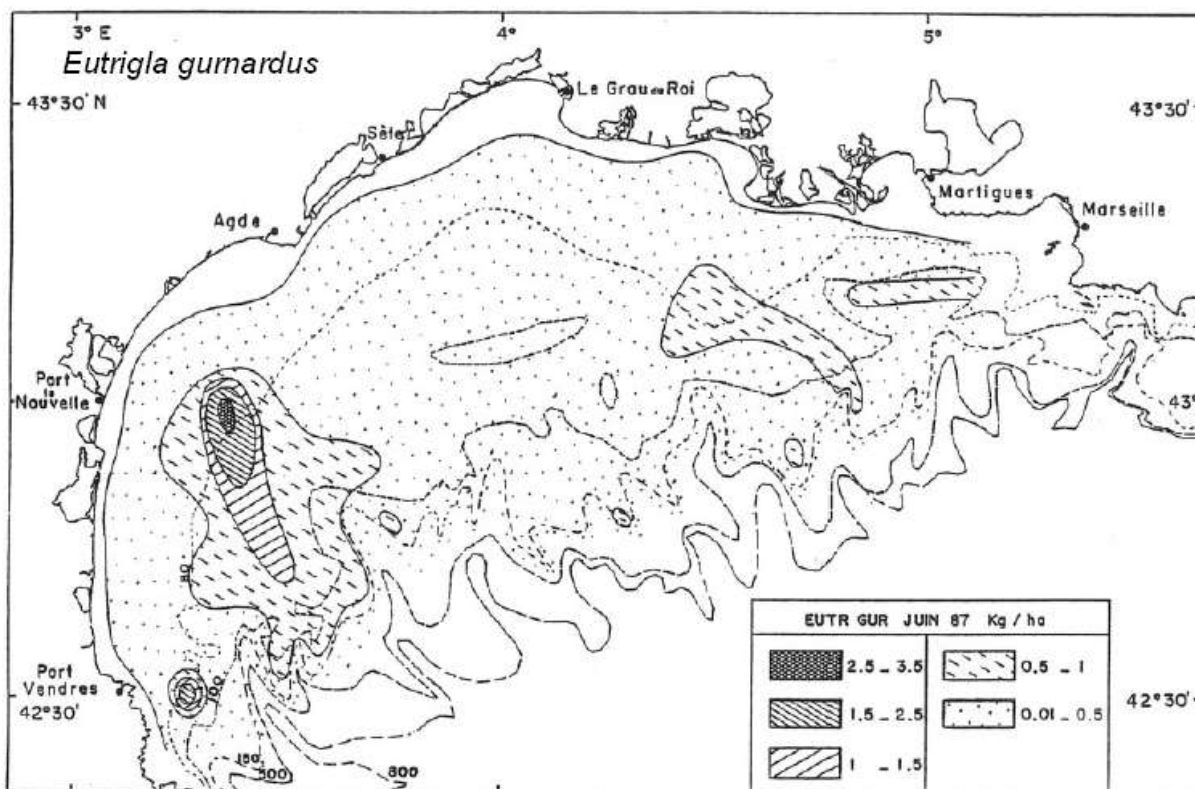 3° E 4° 5°
Eutrigla gurnardus
43°30' N
43°30'
Le Grau du Roi
Sète
Agde
Martigues
Marseille
Port
la
Nouvelle
43°
80
100
Port
Vendres
42°30'
42°30'
150
500
800
EUTR GUR JUIN 87 Kg / ha
2.5 _ 3.5
0.5 _ 1
1.5 _ 2.5
0.01 _ 0.5
1 _ 1.5